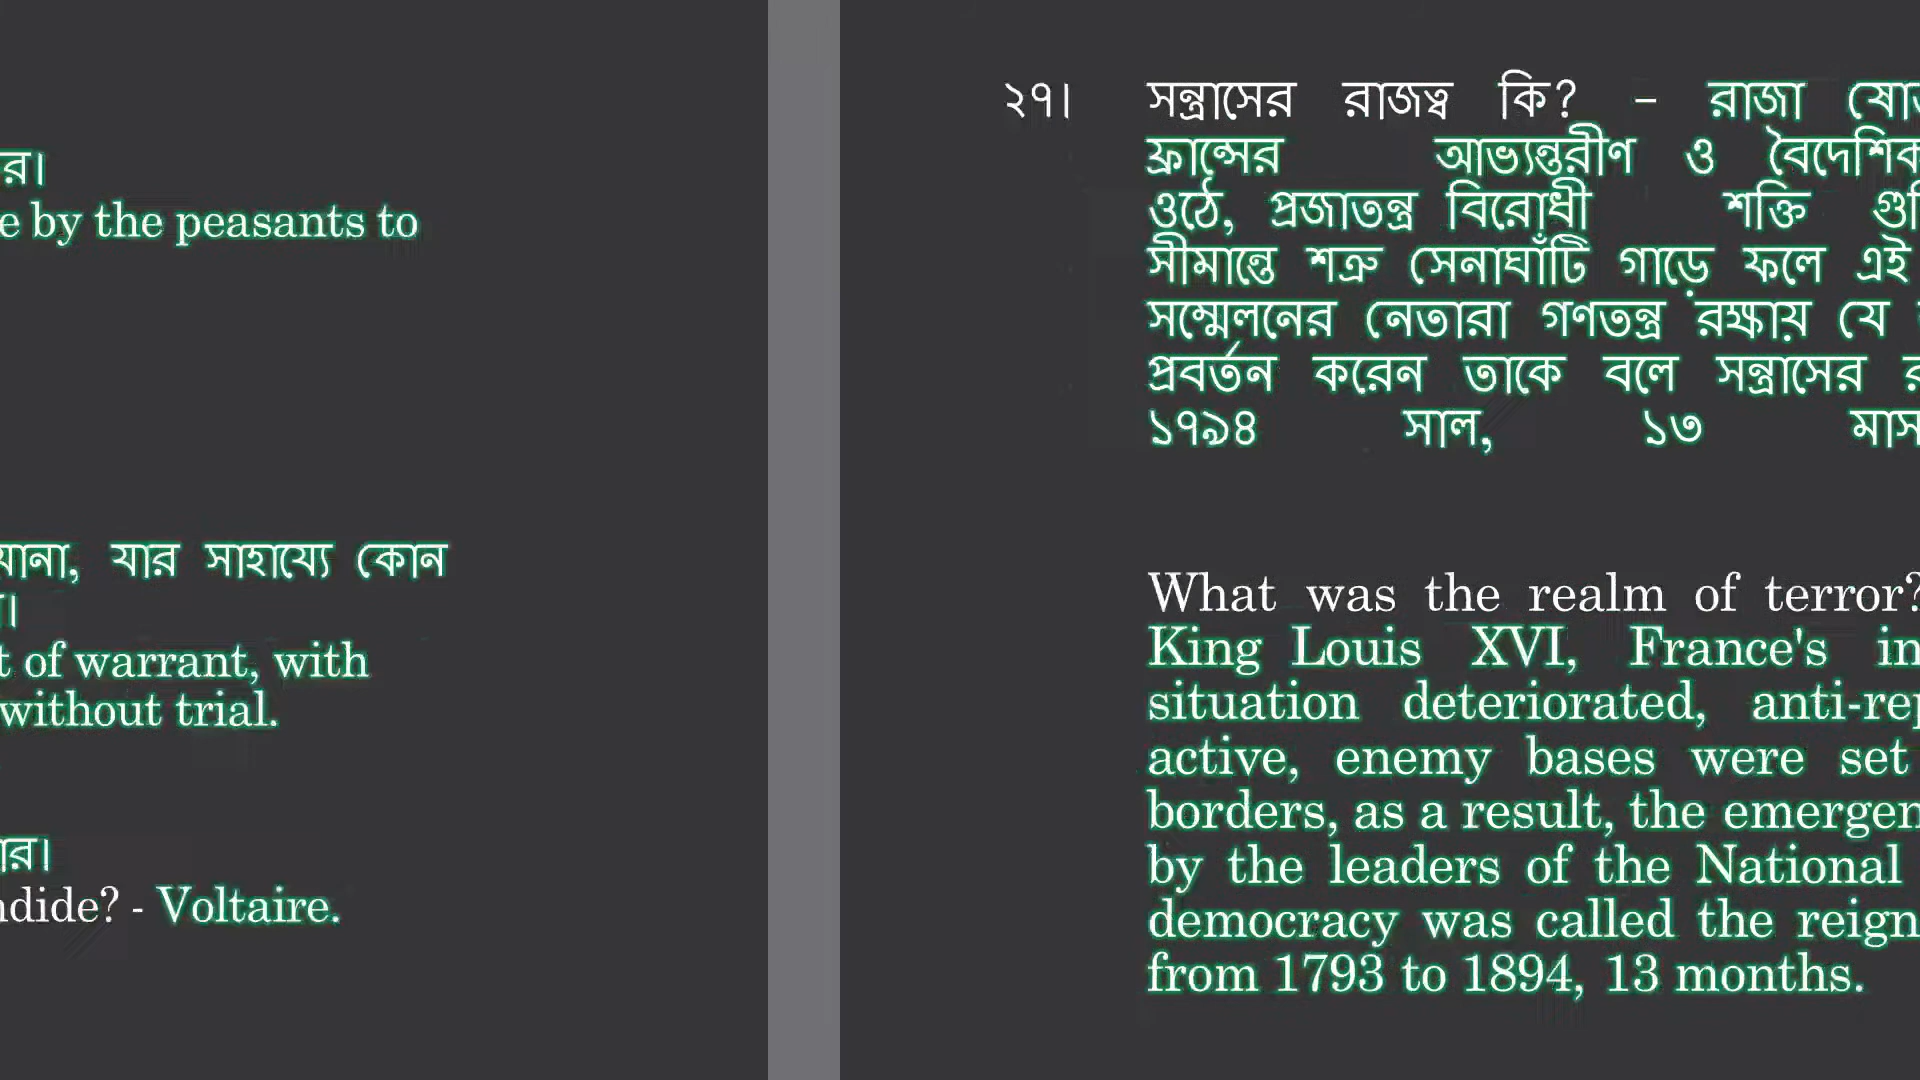 র।
by the peasants to
যার সাহায্যে কোন
of warrant, with
without trial.
- Voltaire.
২৭। সন্ত্রাসের রাজত্ব কি? - রাজা
ফ্রান্সের আভ্যন্তরীণ ও
ওঠে, প্রজাতন্ত্র বিরোধী শক্তি
সীমান্তে শত্রু সেনাঘাঁটি গাড়ে ফলে এই
সম্মেলনের নেতারা গণতন্ত্র রক্ষায় যে
প্রবর্তন করেন তাকে বলে সন্ত্রাসের
১৭৯৪ সাল, ১৩ মাস
What was the realm of terror?
King Louis XVI, France's
situation deteriorated,
active, enemy bases were set
borders, as a result, the
by the leaders of the National
democracy was called the reign
from 1793 to 1894, 13 months.